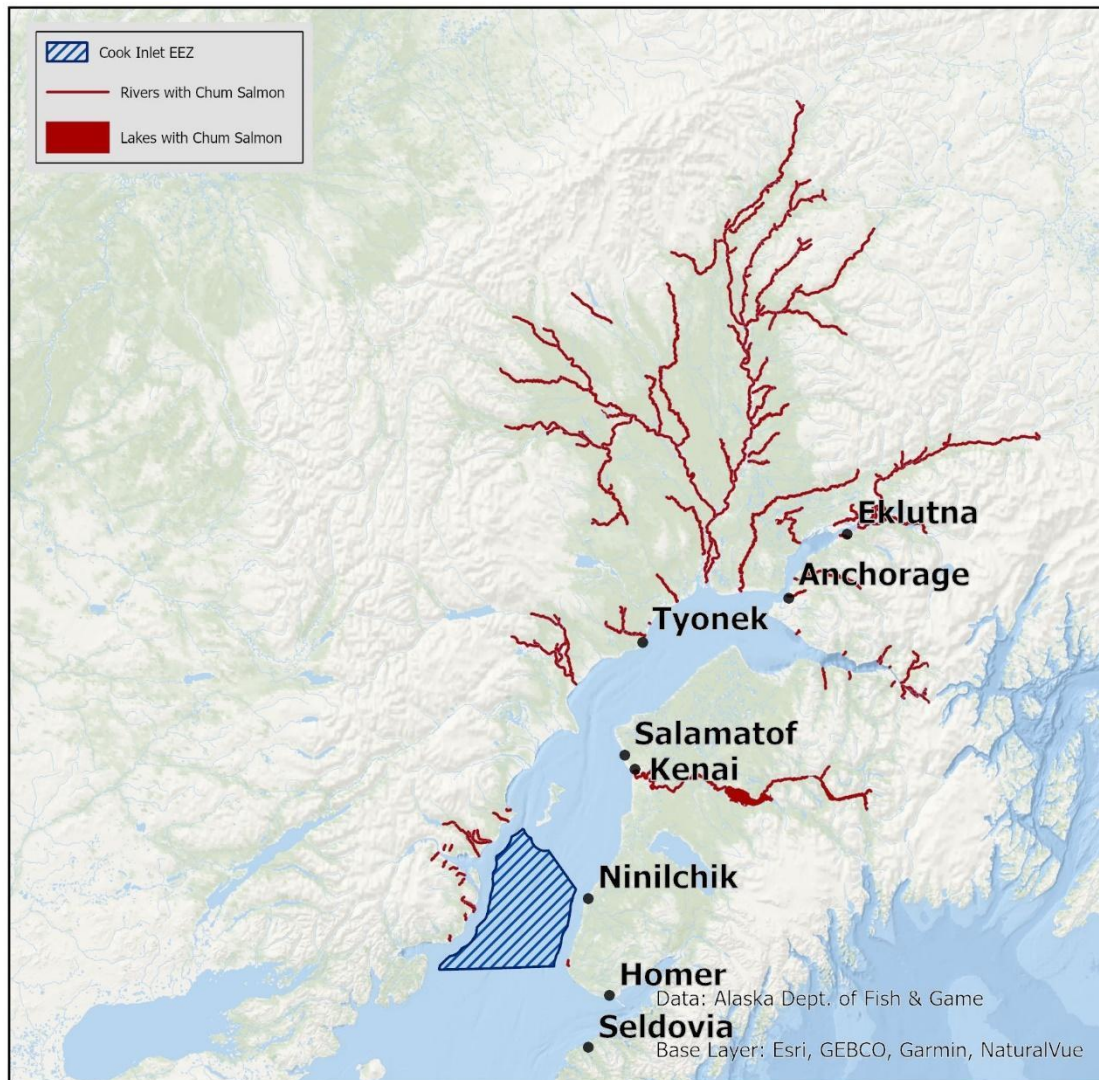 Cook Inlet EEZ
Rivers with Chum Salmon
Lakes with Chum Salmon
Eklutna
Anchorage
Tyonek
Salamatof
Kenai
Ninilchik
Homer
Data: Alaska Dept. of Fish & Game
Seldovia
Base Layer: Esri, GEBCO, Garmin, NaturalVue